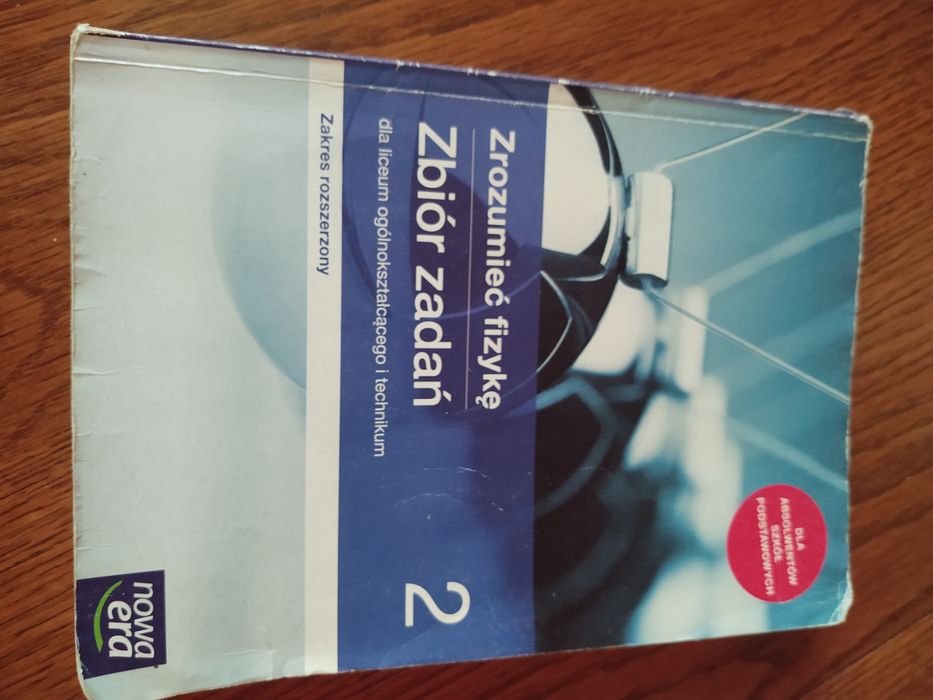 Zrozumieć fizykę
Zbiór zadań
dla liceum ogólnokształcącego i technikum
2
Zakres rozszerzony
DLA
ABSOLWENTÓW
SZKÓŁ
PODSTAWOWYCH
nowa
era